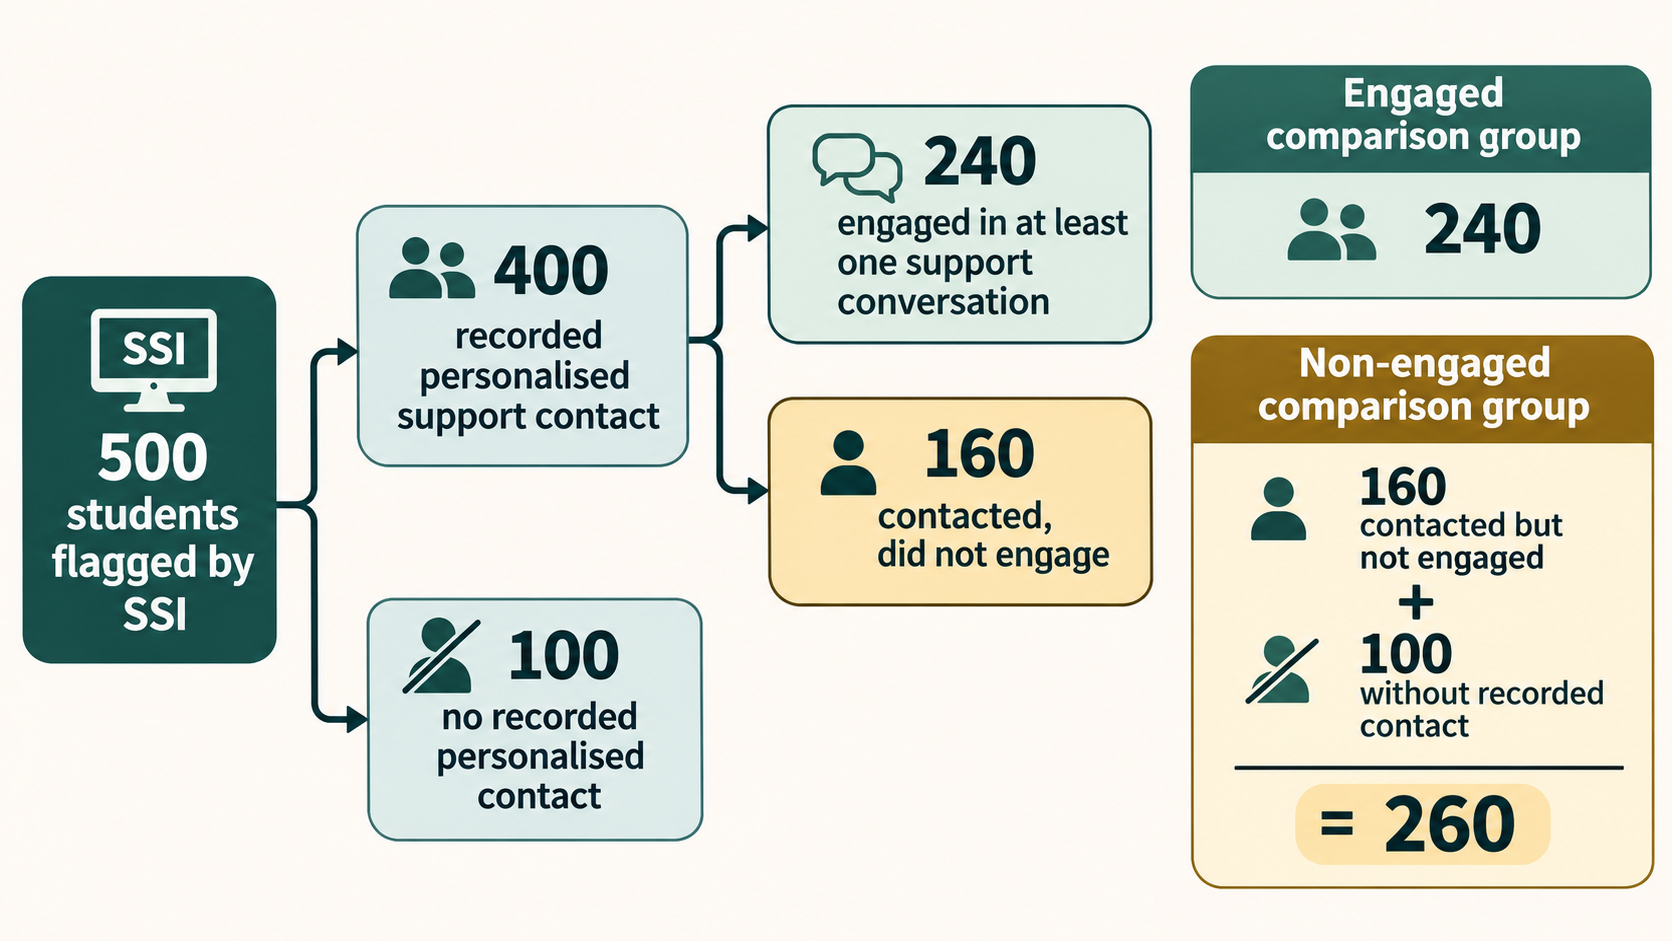 SSI
500
students
flagged by
SSI
400
recorded
personalised
support contact
100
no recorded
personalised
contact
240
engaged in at least
one support
conversation
160
contacted,
did not engage
Engaged
comparison group
240
Non-engaged
comparison group
160
contacted but
not engaged
+
100
without recorded
contact
= 260